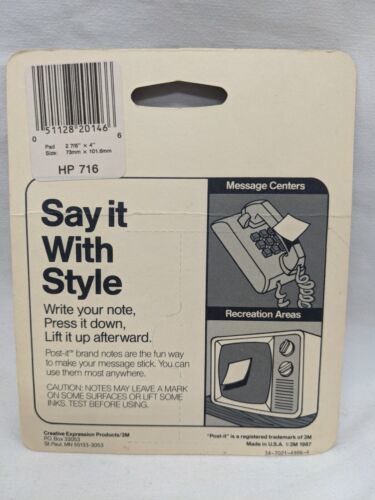 0 51128 20146 6
Pad 2 7/8" × 4"
Size: 73mm × 101.6mm
HP 716
Say it
With
Style
Write your note,
Press it down,
Lift it up afterward.
Post-it™ brand notes are the fun way
to make your message stick. You can
use them most anywhere.
CAUTION: NOTES MAY LEAVE A MARK
ON SOME SURFACES OR LIFT SOME
INKS. TEST BEFORE USING.
Message Centers
Recreation Areas
Creative Expression Products/3M
P.O. Box 33053
St. Paul, MN 55133-3053
"Post-it" is a registered trademark of 3M
Made in U.S.A. ©3M 1987